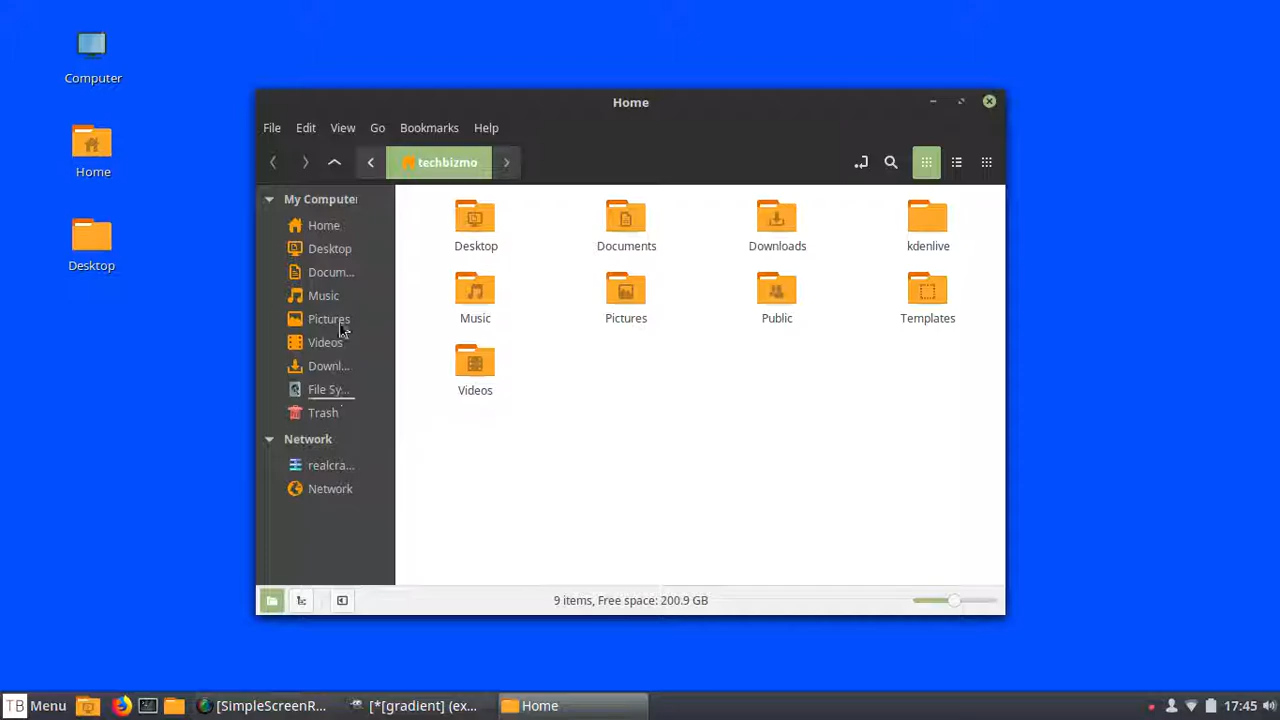 Computer
Home
Desktop
Home
File Edit View Go Bookmarks Help
techbizmo
My Computer
Home
Desktop
Docum...
Music
Pictures
Videos
Downl...
File Sy...
Trash
Network
realcra...
Network
Desktop Documents Downloads kdenlive
Music Pictures Public Templates
Videos
9 items, Free space: 200.9 GB
TB Menu [SimpleScreenR... [*[gradient] (ex... Home 17:45